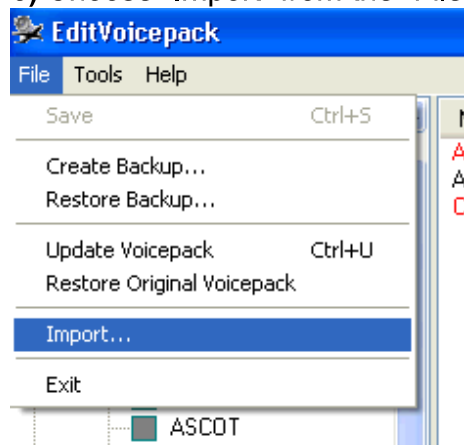 EditVoicepack
File Tools Help
Save Ctrl+S
Create Backup...
Restore Backup...
Update Voicepack Ctrl+U
Restore Original Voicepack
Import...
Exit
ASCOT